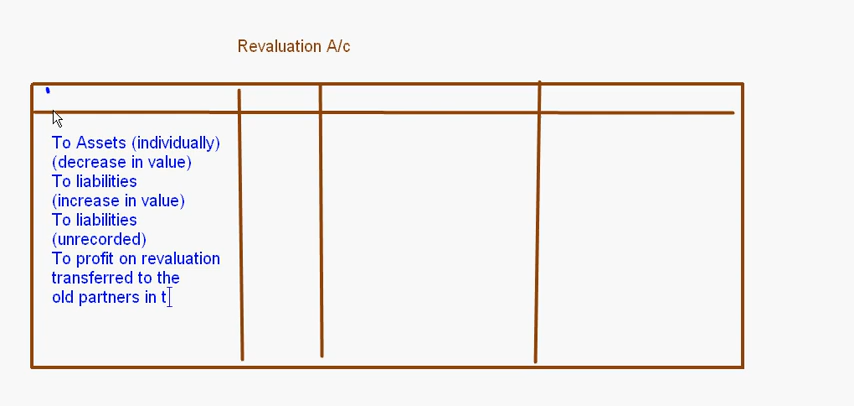 Revaluation A/c
To Assets (individually)
(decrease in value)
To liabilities
(increase in value)
To liabilities
(unrecorded)
To profit on revaluation
transferred to the
old partners in t